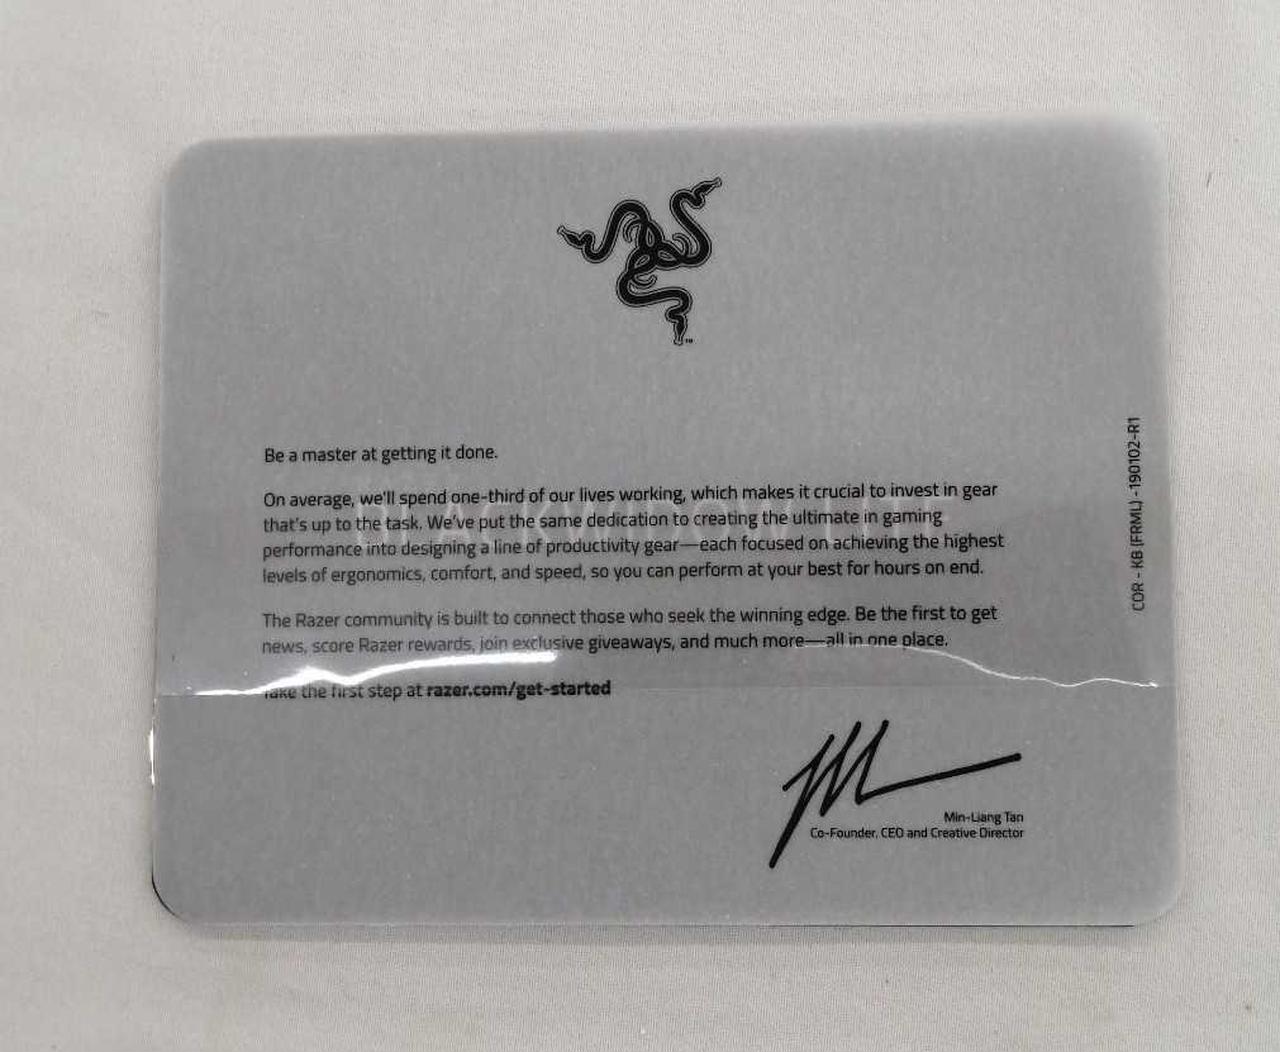 ™
Be a master at getting it done.
On average, we'll spend one-third of our lives working, which makes it crucial to invest in gear
that's up to the task. We've put the same dedication to creating the ultimate in gaming
performance into designing a line of productivity gear—each focused on achieving the highest
levels of ergonomics, comfort, and speed, so you can perform at your best for hours on end.
The Razer community is built to connect those who seek the winning edge. Be the first to get
news, score Razer rewards, join exclusive giveaways, and much more—all in one place.
Take the first step at razer.com/get-started
Min-Liang Tan
Co-Founder, CEO and Creative Director
COR - KB (FRML) -190102-R1